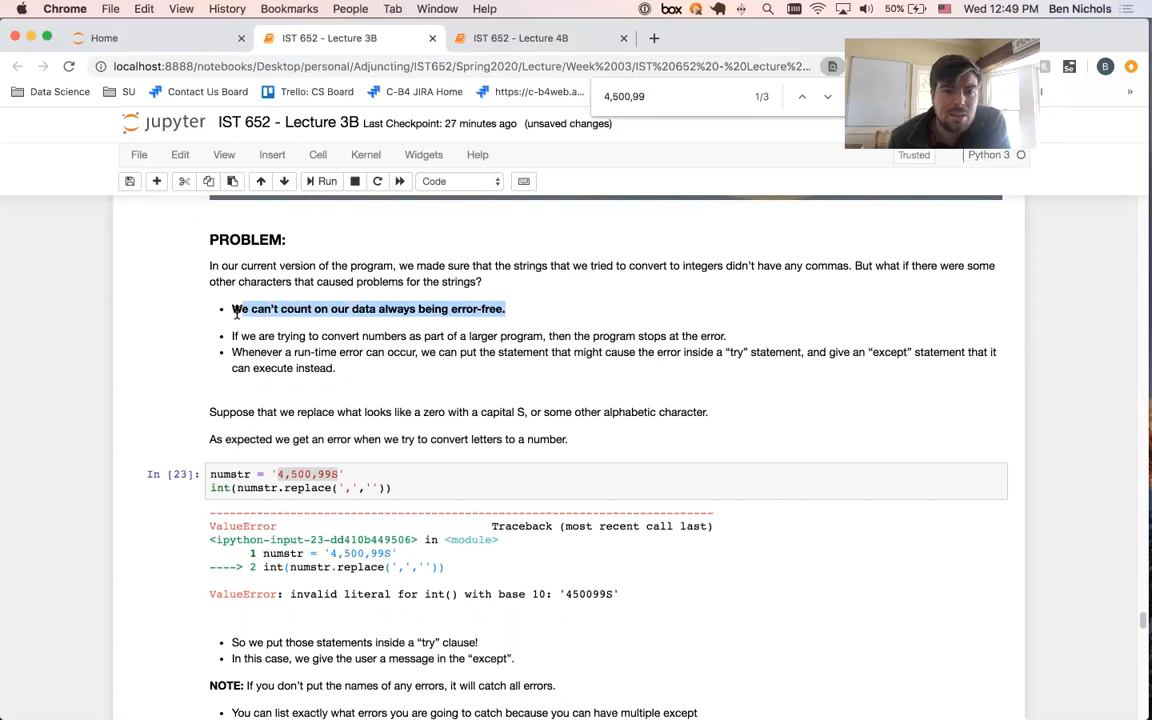 Chrome File Edit View History Bookmarks People Tab Window Help box 50% Wed 12:49 PM Ben Nichols
Home IST 652 - Lecture 3B IST 652 - Lecture 4B
localhost:8888/notebooks/Desktop/personal/Adjuncting/IST652/Spring2020/Lecture/Week%2003/IST%20652%20-%20Lecture%2... B
Data Science SU Contact Us Board Trello: CS Board C-B4 JIRA Home https://c-b4web.a... »
4,500,99 1/3
jupyter IST 652 - Lecture 3B Last Checkpoint: 27 minutes ago (unsaved changes)
File Edit View Insert Cell Kernel Widgets Help Trusted Python 3
Run Code
PROBLEM:
In our current version of the program, we made sure that the strings that we tried to convert to integers didn't have any commas. But what if there were some
other characters that caused problems for the strings?
• We can't count on our data always being error-free.
• If we are trying to convert numbers as part of a larger program, then the program stops at the error.
• Whenever a run-time error can occur, we can put the statement that might cause the error inside a "try" statement, and give an "except" statement that it
can execute instead.
Suppose that we replace what looks like a zero with a capital S, or some other alphabetic character.
As expected we get an error when we try to convert letters to a number.
In [23]: numstr = '4,500,99S'
int(numstr.replace(',',''))
---------------------------------------------------------------------------
ValueError Traceback (most recent call last)
<ipython-input-23-dd410b449506> in <module>
1 numstr = '4,500,99S'
----> 2 int(numstr.replace(',',''))
ValueError: invalid literal for int() with base 10: '450099S'
• So we put those statements inside a "try" clause!
• In this case, we give the user a message in the "except".
NOTE: If you don't put the names of any errors, it will catch all errors.
• You can list exactly what errors you are going to catch because you can have multiple except